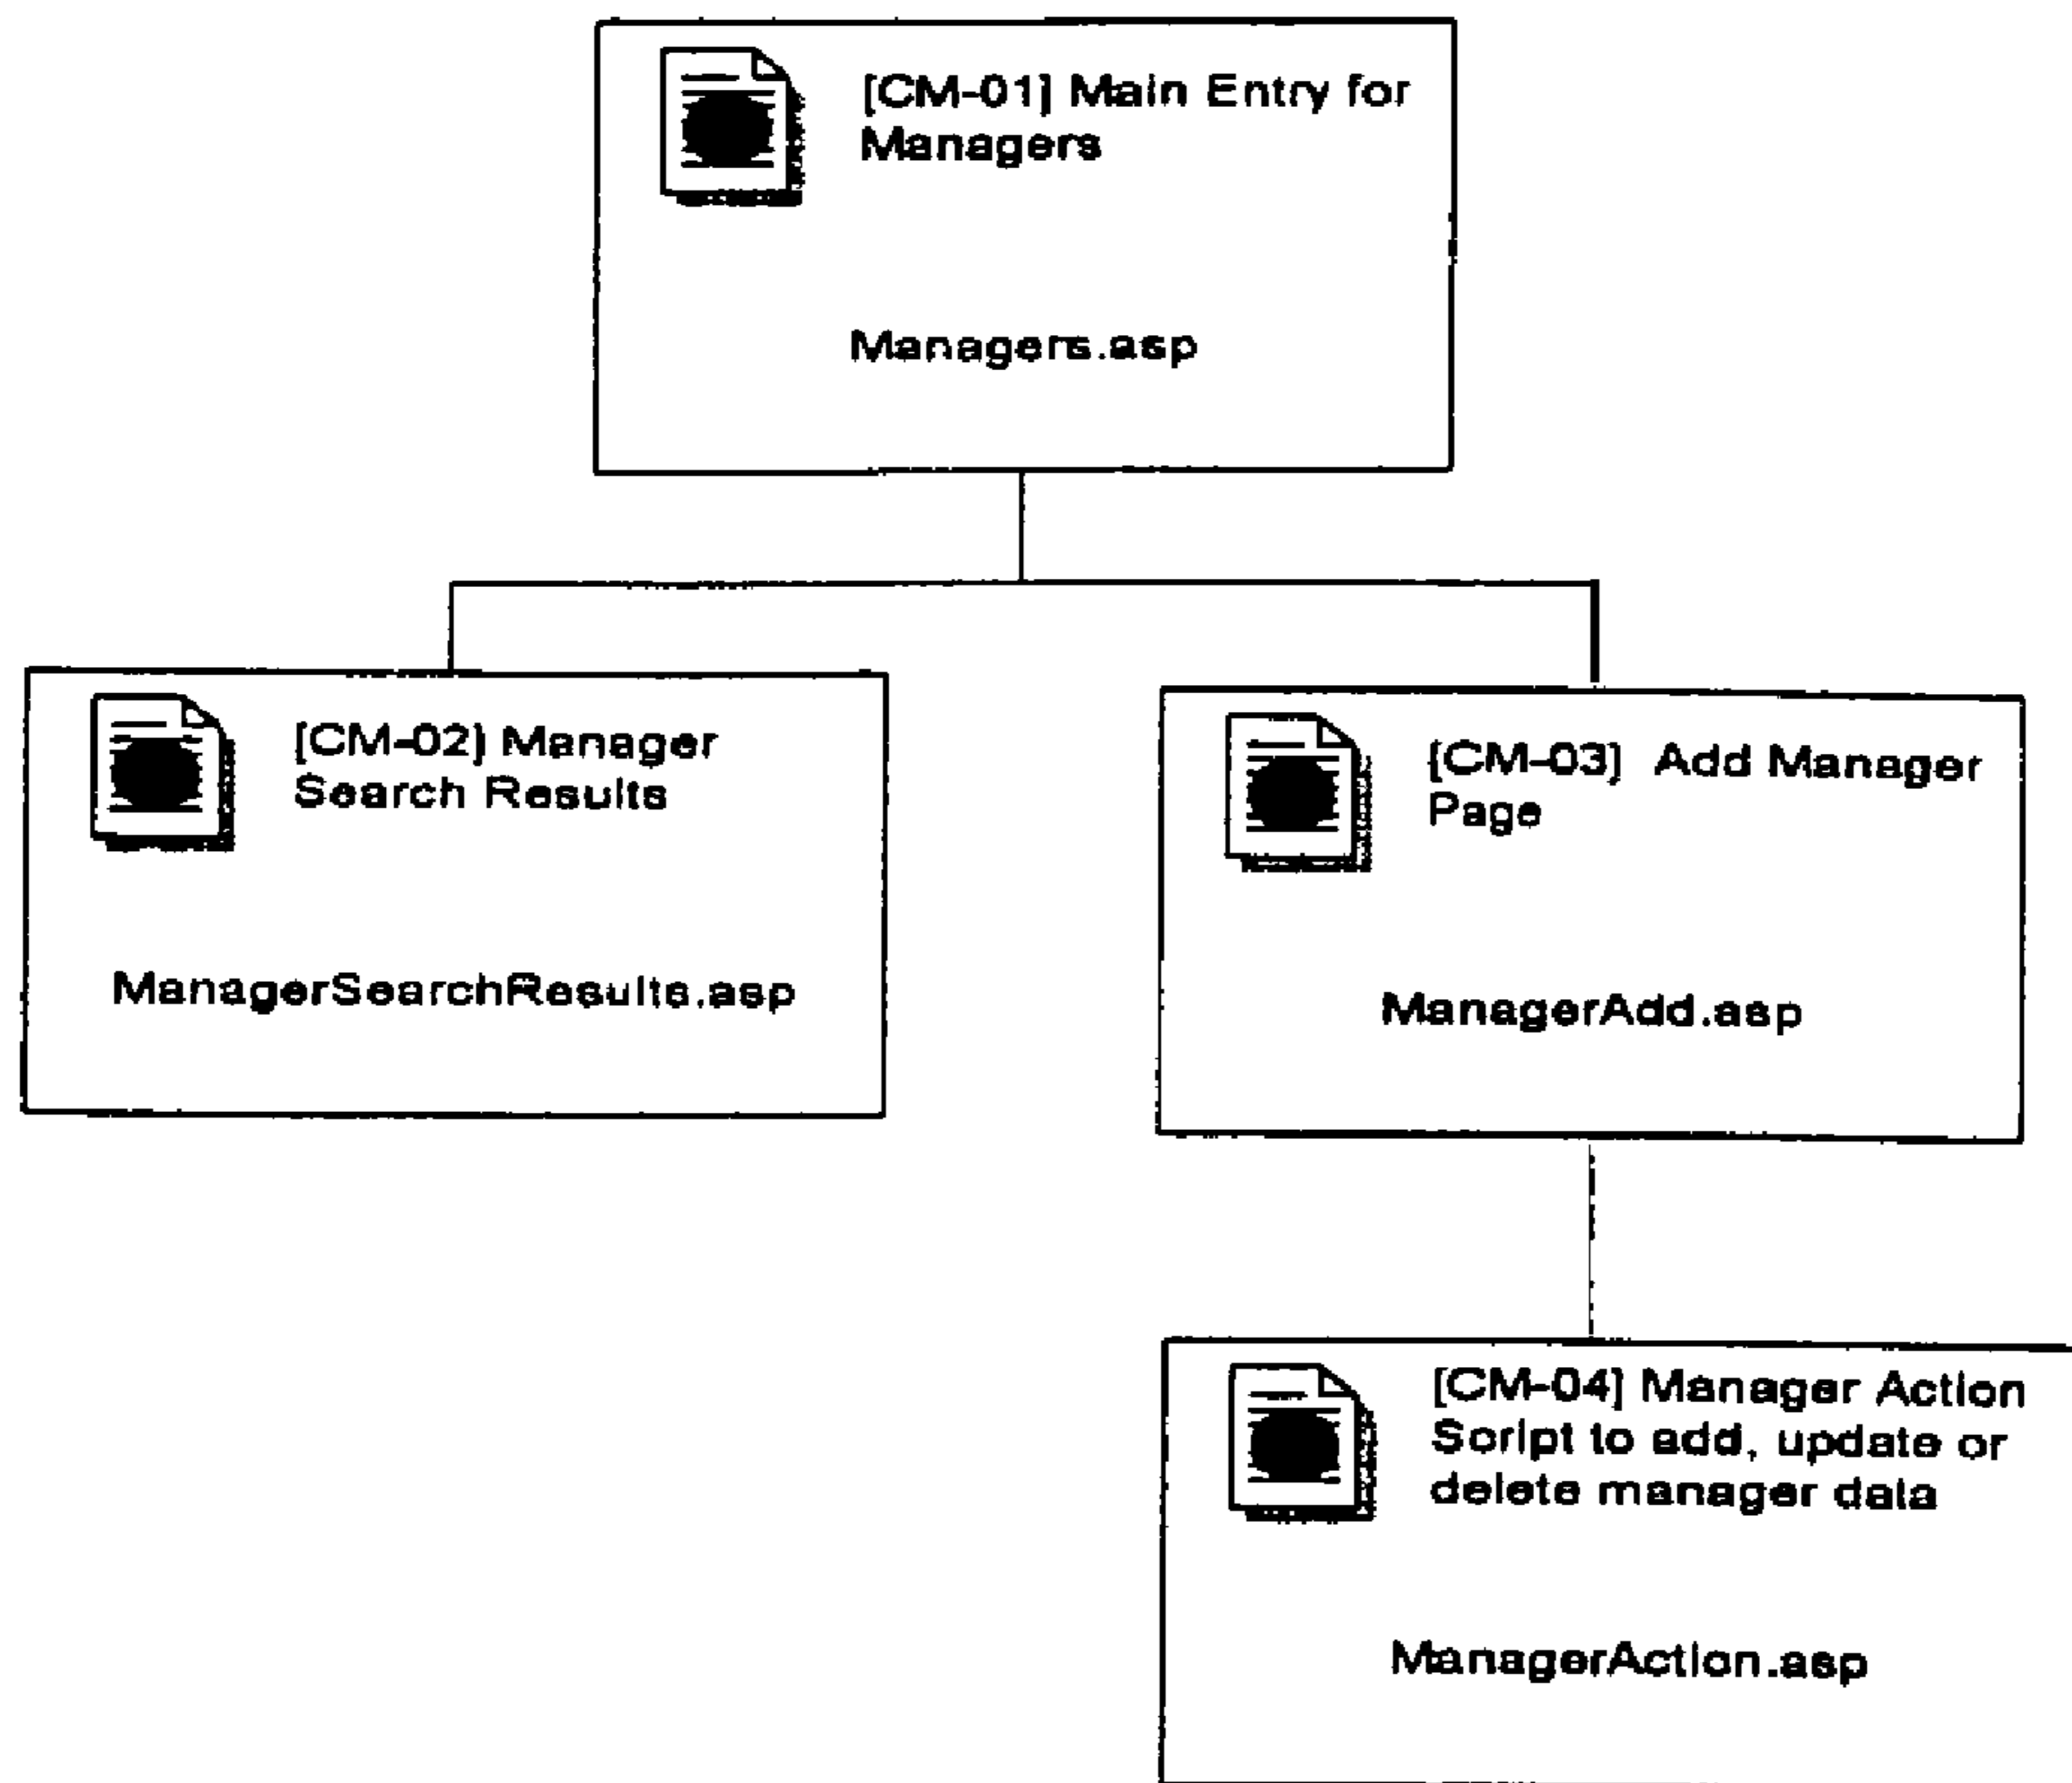 [CM-01] Main Entry for
Managers
Managers.asp
[CM-02] Manager
Search Results
ManagerSearchResults.asp
[CM-03] Add Manager
Page
ManagerAdd.asp
[CM-04] Manager Action
Script to add, update or
delete manager data
ManagerAction.asp